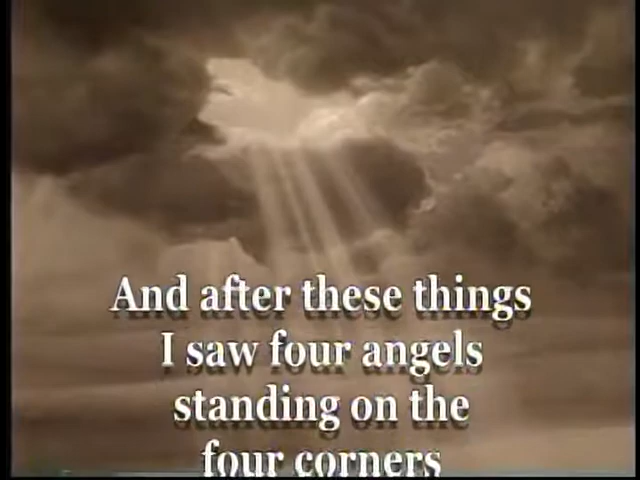 And after these things
I saw four angels
standing on the
four corners